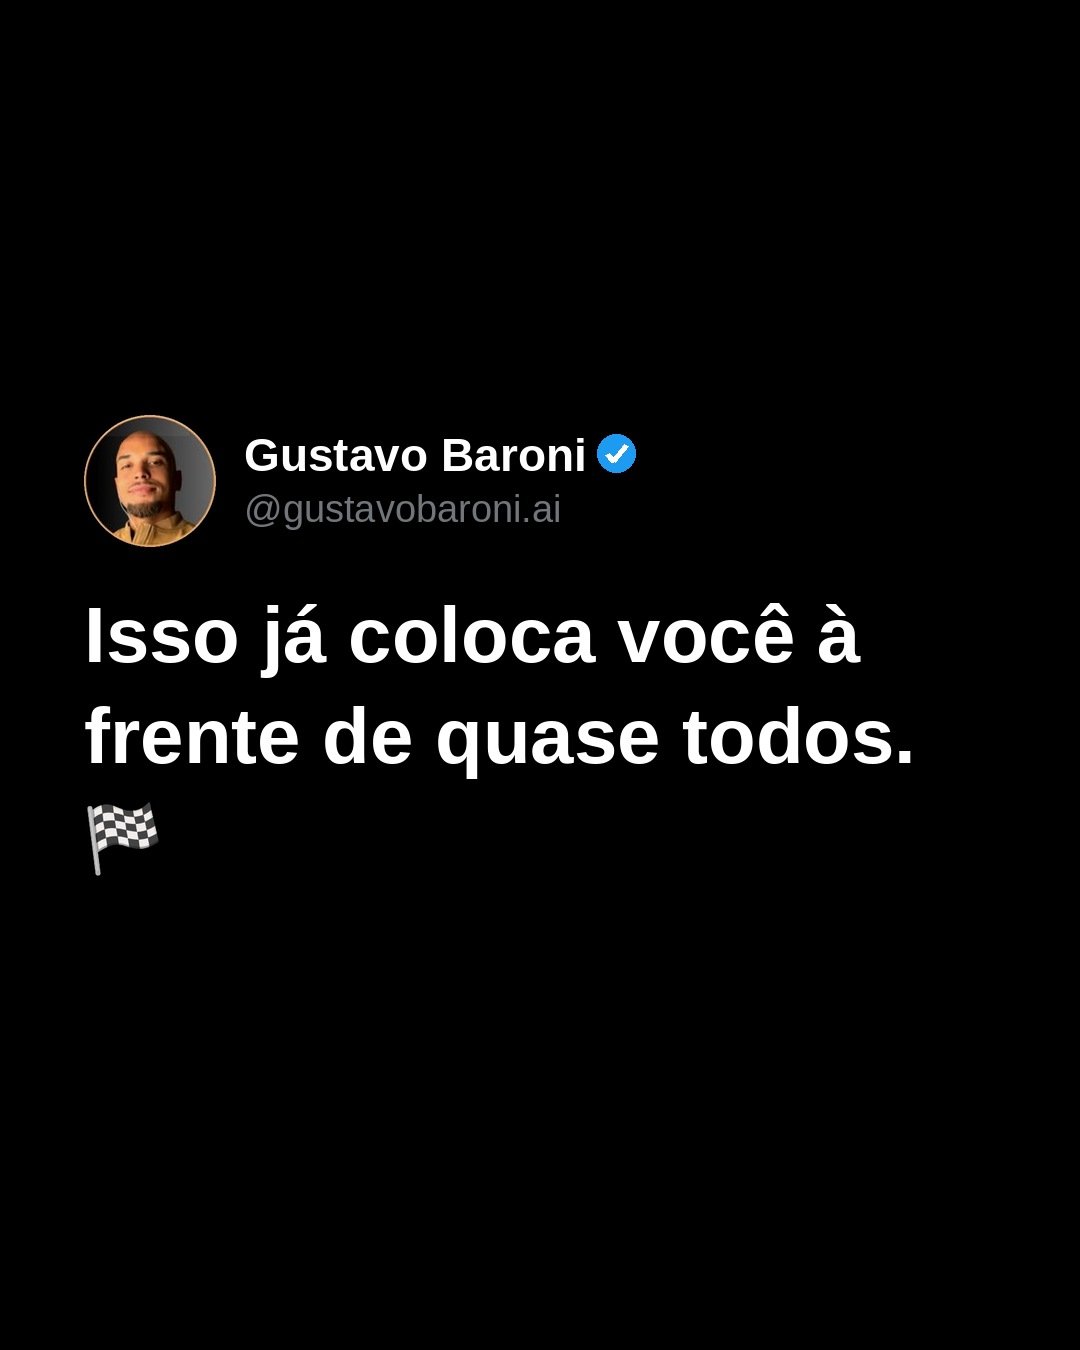 Gustavo Baroni
@gustavobaroni.ai
Isso já coloca você à
frente de quase todos.
🏁